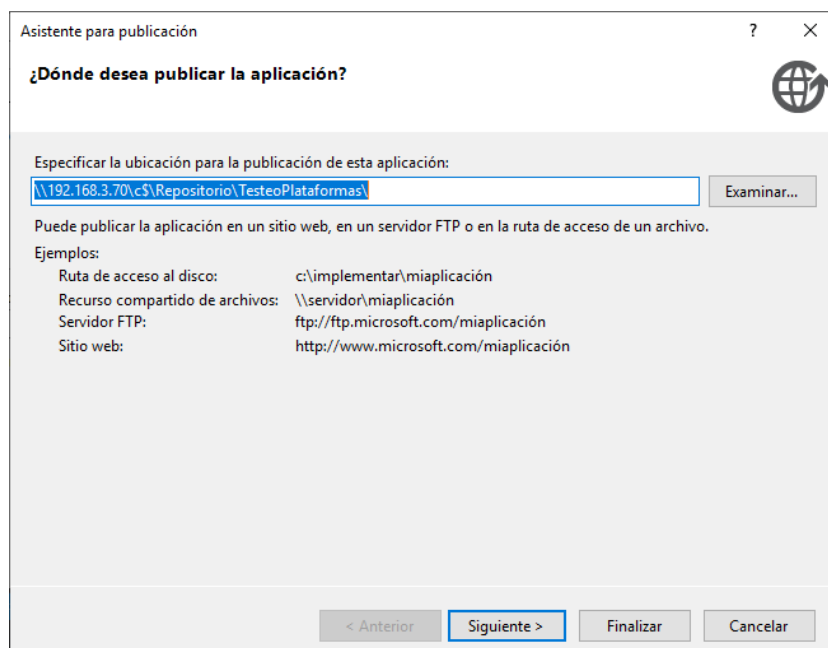 Asistente para publicación
?
¿Dónde desea publicar la aplicación?
Especificar la ubicación para la publicación de esta aplicación:
\\192.168.3.70\c$\Repositorio\TesteoPlataformas\
Examinar...
Puede publicar la aplicación en un sitio web, en un servidor FTP o en la ruta de acceso de un archivo.
Ejemplos:
Ruta de acceso al disco: c:\implementar\miaplicación
Recurso compartido de archivos: \\servidor\miaplicación
Servidor FTP: ftp://ftp.microsoft.com/miaplicación
Sitio web: http://www.microsoft.com/miaplicación
< Anterior Siguiente > Finalizar Cancelar